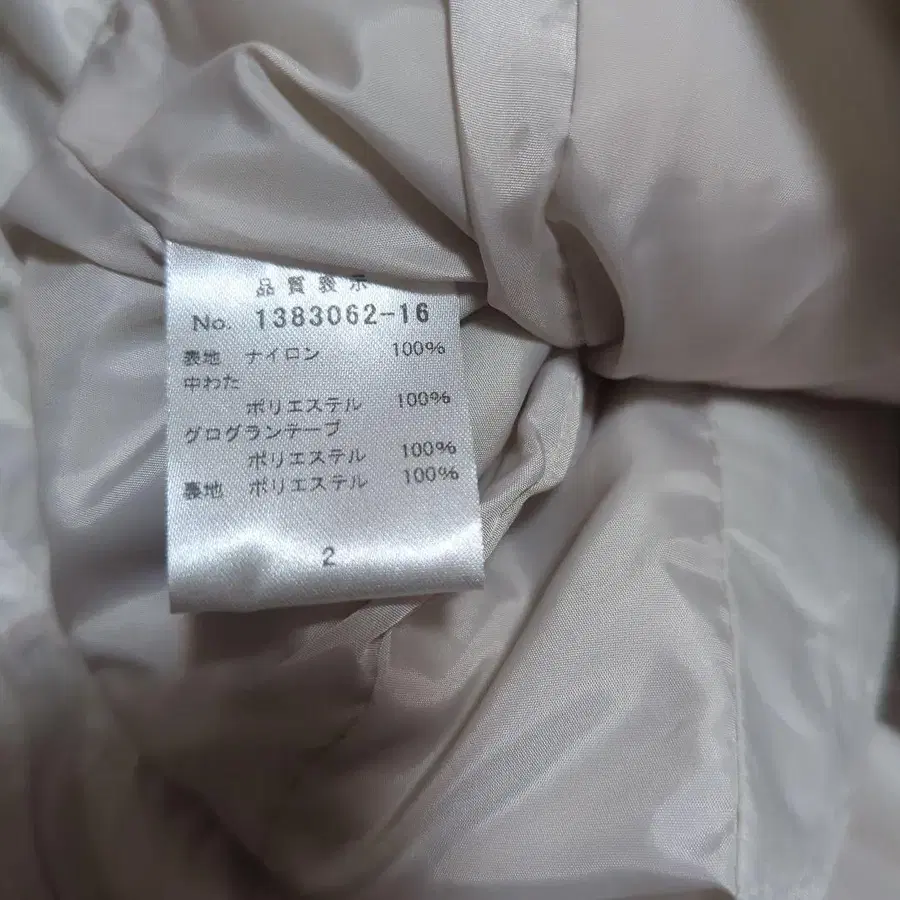 品質表示
No. 1383062-16
表地 ナイロン 100%
中わた
ポリエステル 100%
グログランテープ
ポリエステル 100%
裏地 ポリエステル 100%
2